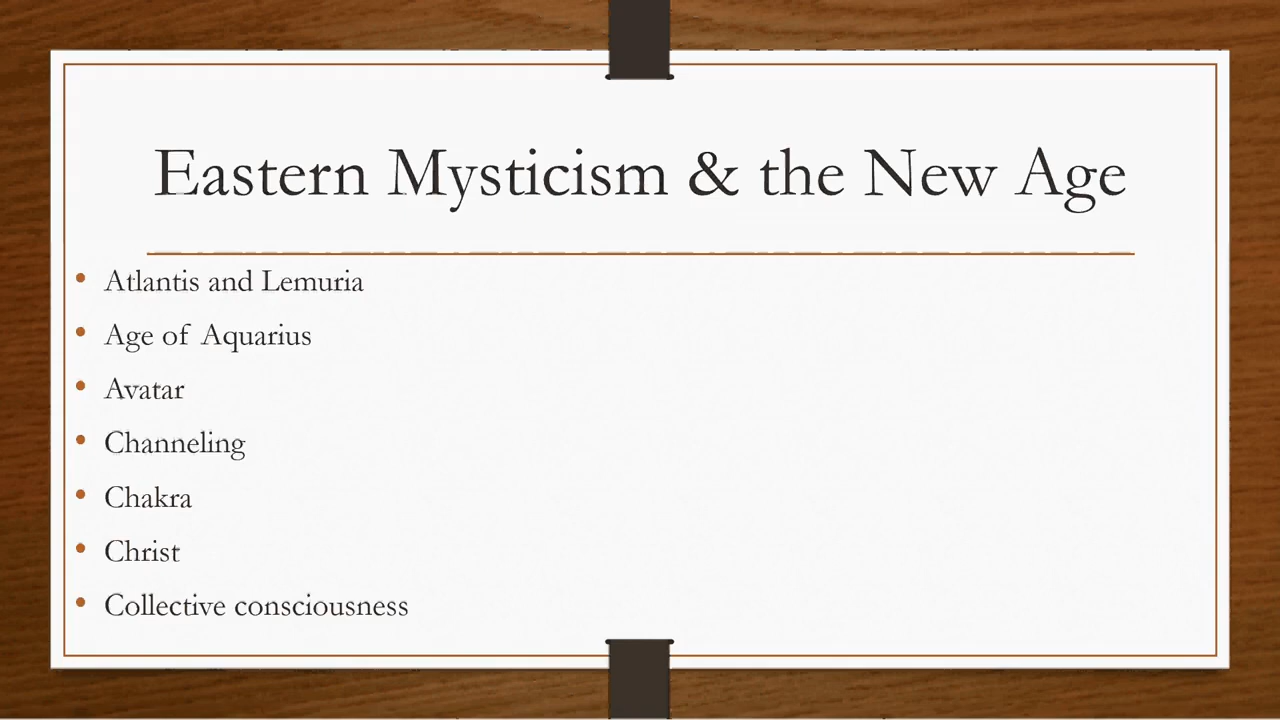 Eastern Mysticism & the New Age
• Atlantis and Lemuria
• Age of Aquarius
• Avatar
• Channeling
• Chakra
• Christ
• Collective consciousness